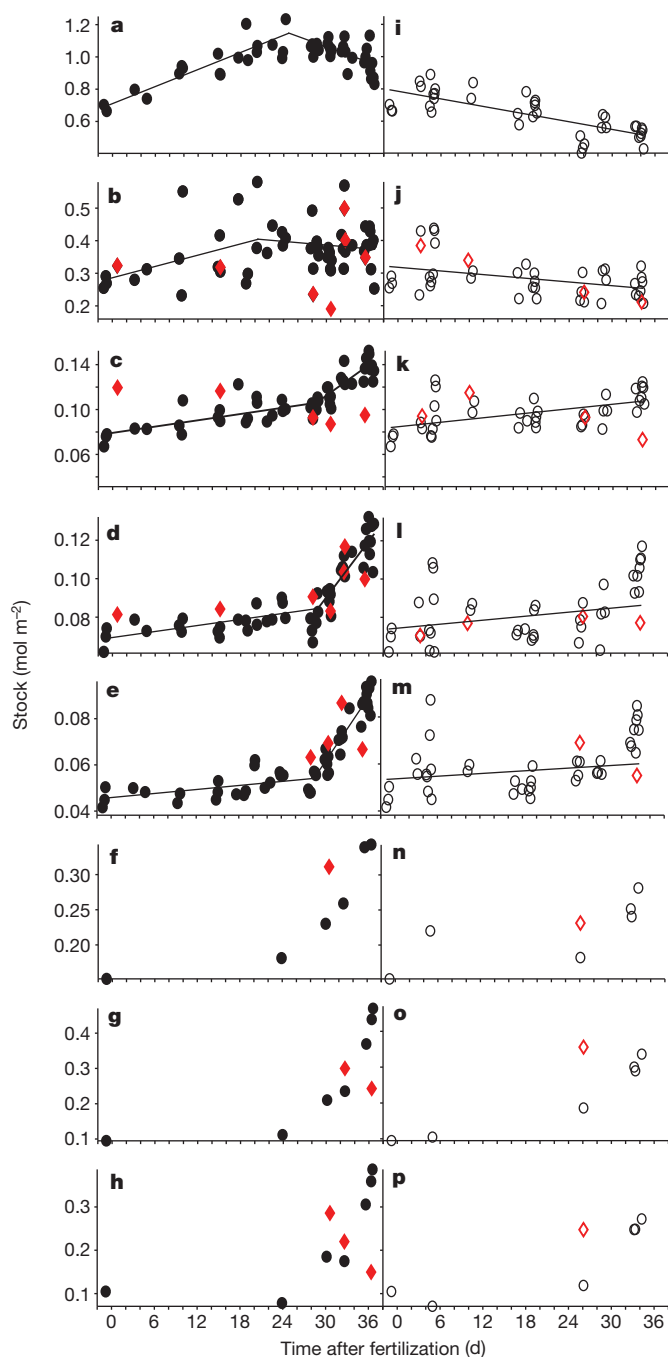 a
i
1.2
1.0
0.8
0.6
b
j
0.5
0.4
0.3
0.2
c
k
0.14
0.10
0.06
d
l
0.12
0.10
0.08
0.06
e
m
0.08
0.06
0.04
f
n
0.30
0.25
0.20
g
o
0.4
0.3
0.2
0.1
h
p
0.3
0.2
0.1
0 6 12 18 24 30 36 0 6 12 18 24 30 36
Stock (mol m⁻²)
Time after fertilization (d)